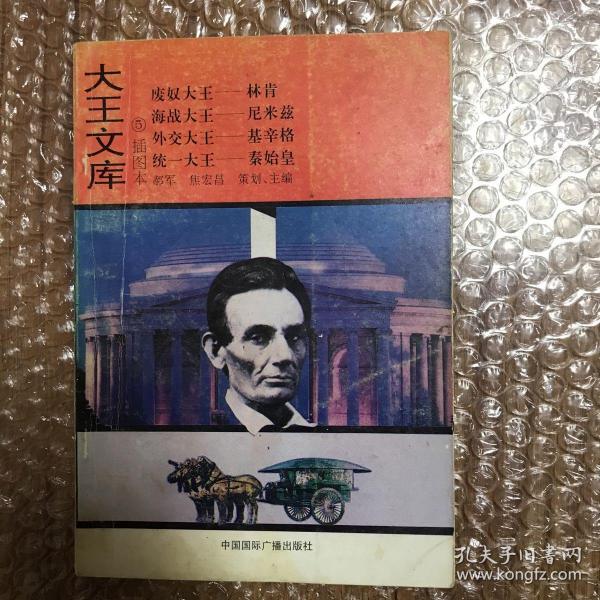 大王文库
⑤插图本
废奴大王——林肯
海战大王——尼米兹
外交大王——基辛格
统一大王——秦始皇
郝军 焦宏昌 策划、主编
中国国际广播出版社
孔夫子旧书网
www.kongfz.com